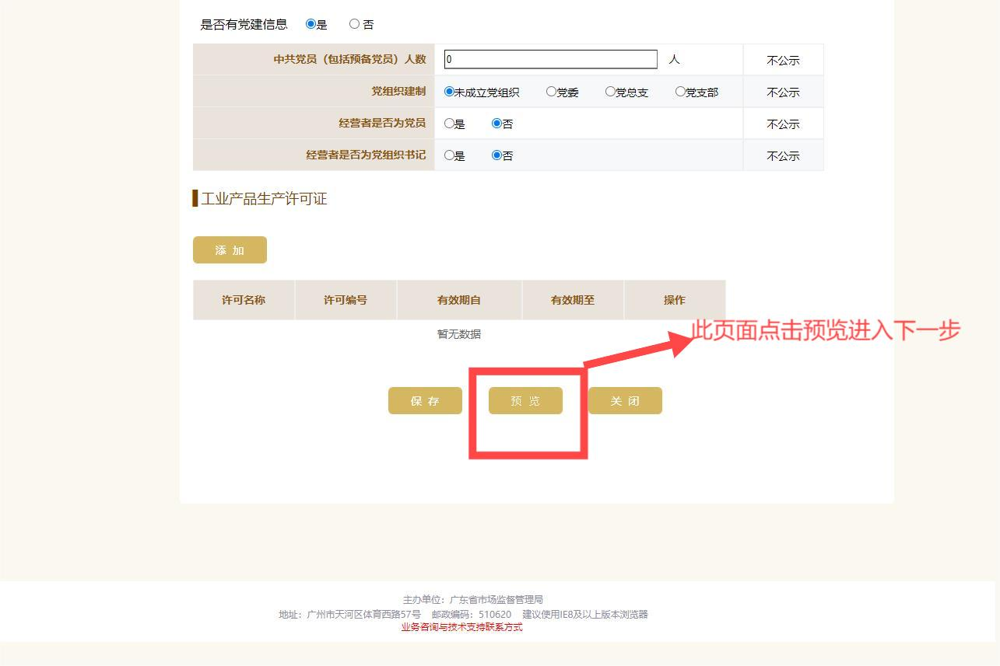 是否有党建信息 是 否
中共党员（包括预备党员）人数 0 人 不公示
党组织建制 未成立党组织 党委 党总支 党支部 不公示
经营者是否为党员 是 否 不公示
经营者是否为党组织书记 是 否 不公示
工业产品生产许可证
添 加
许可名称 许可编号 有效期自 有效期至 操作
暂无数据
此页面点击预览进入下一步
保 存 预 览 关 闭
主办单位：广东省市场监督管理局
地址：广州市天河区体育西路57号 邮政编码：510620 建议使用IE8及以上版本浏览器
业务咨询与技术支持联系方式